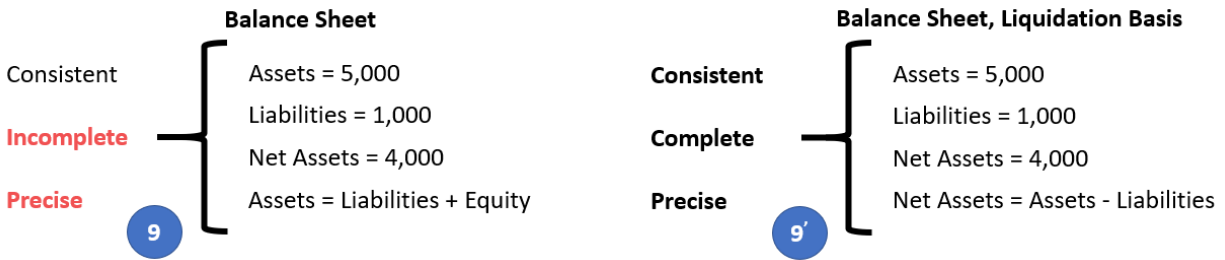 Balance Sheet
Consistent
Incomplete
Precise
Assets = 5,000
Liabilities = 1,000
Net Assets = 4,000
Assets = Liabilities + Equity
9
Balance Sheet, Liquidation Basis
Consistent
Complete
Precise
Assets = 5,000
Liabilities = 1,000
Net Assets = 4,000
Net Assets = Assets - Liabilities
9′